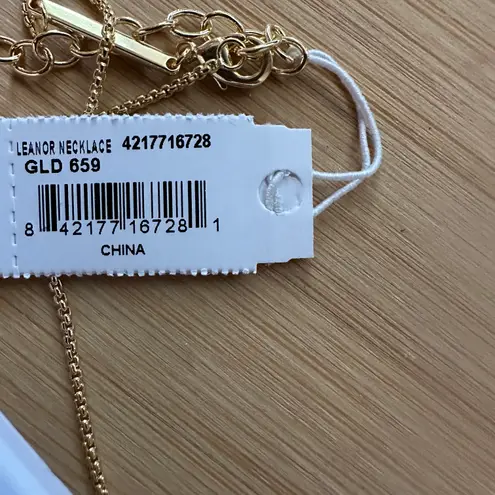 LEANOR NECKLACE 4217716728
GLD 659
8 42177 16728 1
CHINA